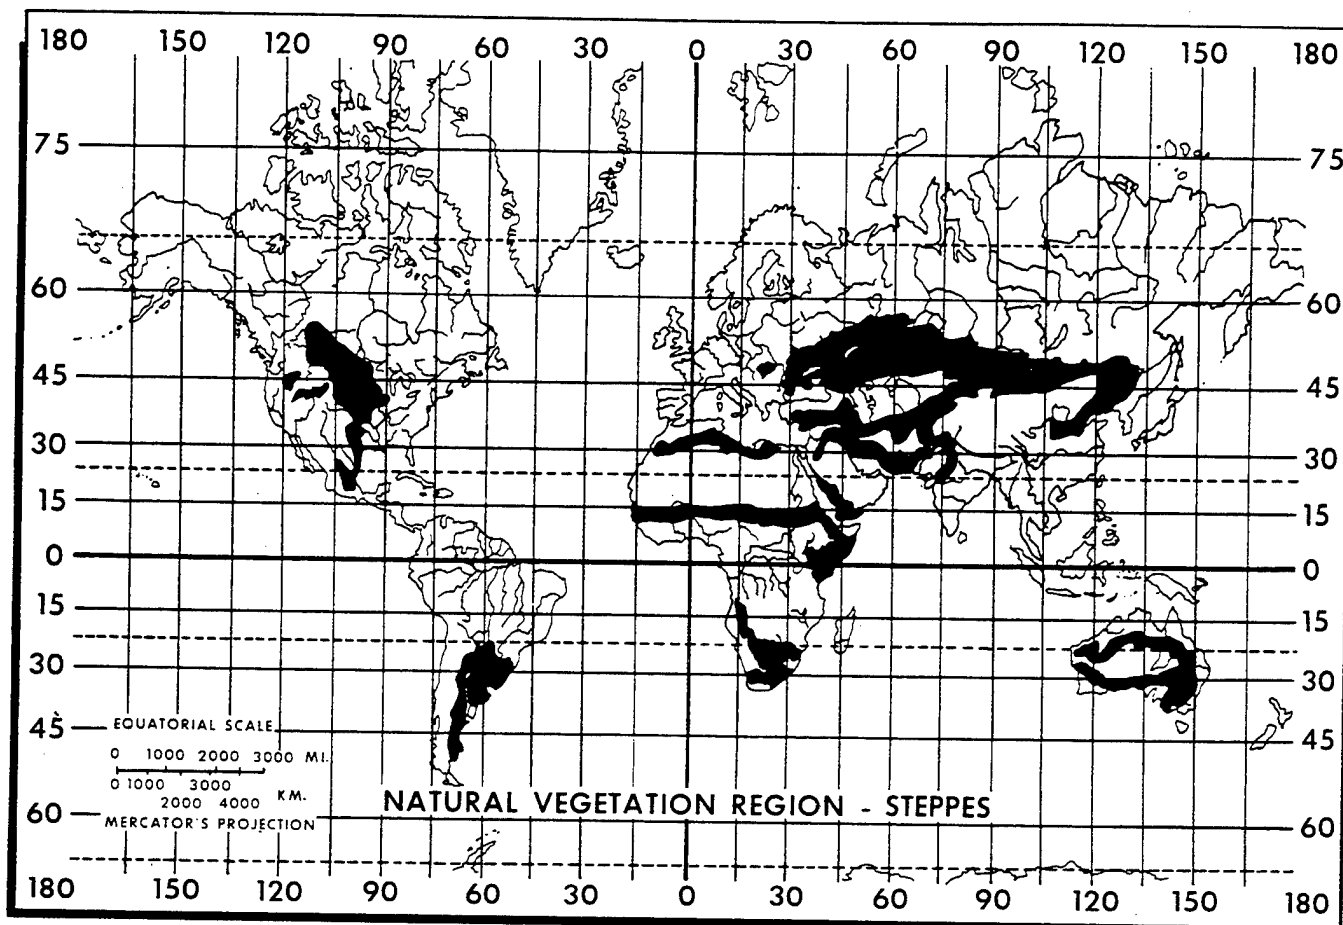 180 150 120 90 60 30 0 30 60 90 120 150 180
75 75
60 60
45 45
30 30
15 15
0 0
15 15
30 30
45 45
EQUATORIAL SCALE
0 1000 2000 3000 MI.
0 1000 3000
2000 4000 KM.
NATURAL VEGETATION REGION - STEPPES
60 60
MERCATOR'S PROJECTION
180 150 120 90 60 30 0 30 60 90 120 150 180